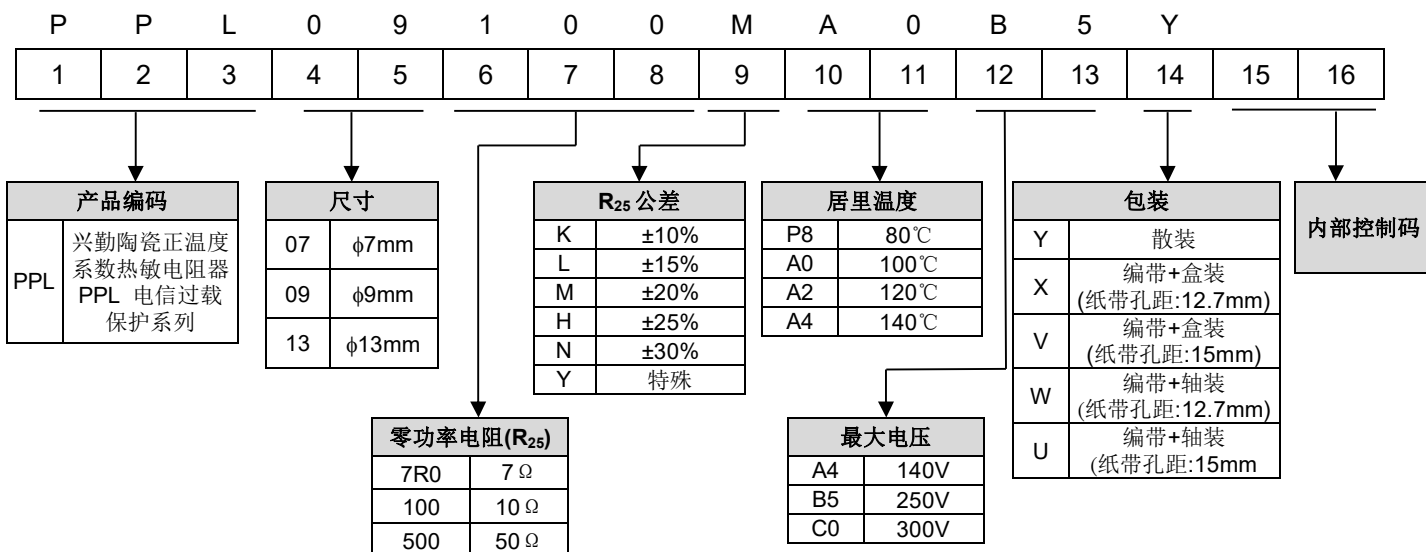 P P L 0 9 1 0 0 M A 0 B 5 Y
1 2 3 4 5 6 7 8 9 10 11 12 13 14 15 16
产品编码
PPL
兴勤陶瓷正温度
系数热敏电阻器
PPL 电信过载
保护系列
尺寸
07 ϕ7mm
09 ϕ9mm
13 ϕ13mm
零功率电阻(R₂₅)
7R0 7 Ω
100 10 Ω
500 50 Ω
R₂₅ 公差
K ±10%
L ±15%
M ±20%
H ±25%
N ±30%
Y 特殊
居里温度
P8 80℃
A0 100℃
A2 120℃
A4 140℃
最大电压
A4 140V
B5 250V
C0 300V
包装
Y 散装
X 编带+盒装
(纸带孔距:12.7mm)
V 编带+盒装
(纸带孔距:15mm)
W 编带+轴装
(纸带孔距:12.7mm)
U 编带+轴装
(纸带孔距:15mm
内部控制码